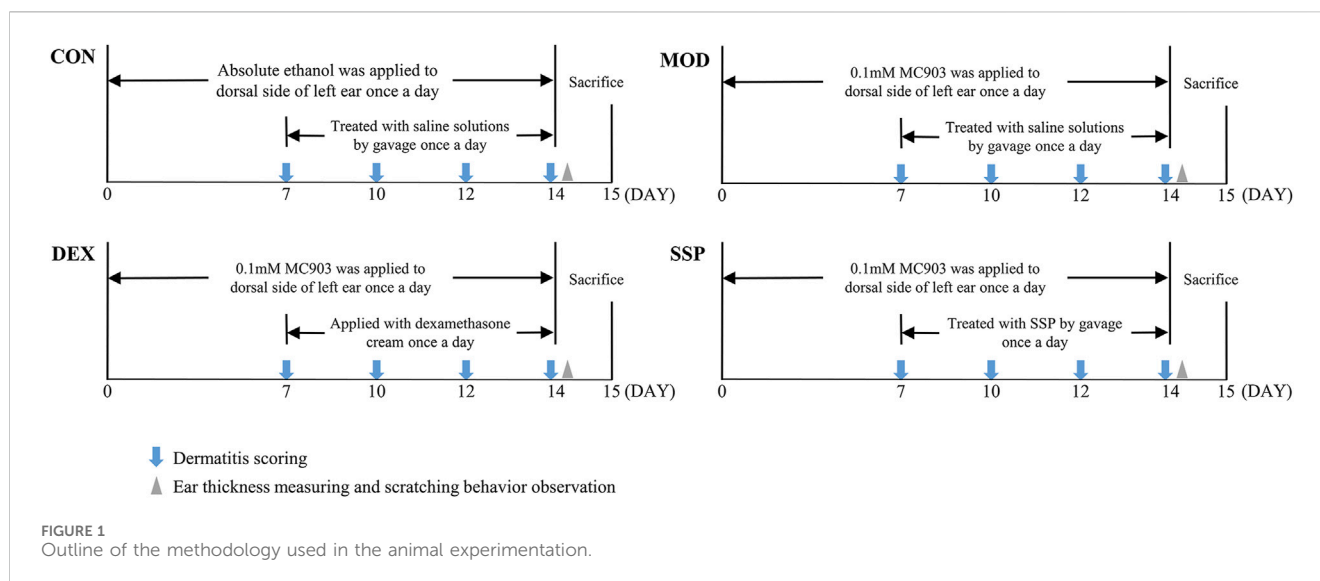 CON
Absolute ethanol was applied to
dorsal side of left ear once a day
Sacrifice
Treated with saline solutions
by gavage once a day
0 7 10 12 14 15 (DAY)
MOD
0.1mM MC903 was applied to
dorsal side of left ear once a day
Sacrifice
Treated with saline solutions
by gavage once a day
0 7 10 12 14 15 (DAY)
DEX
0.1mM MC903 was applied to
dorsal side of left ear once a day
Sacrifice
Applied with dexamethasone
cream once a day
0 7 10 12 14 15 (DAY)
SSP
0.1mM MC903 was applied to
dorsal side of left ear once a day
Sacrifice
Treated with SSP by gavage
once a day
0 7 10 12 14 15 (DAY)
Dermatitis scoring
Ear thickness measuring and scratching behavior observation
FIGURE 1
Outline of the methodology used in the animal experimentation.